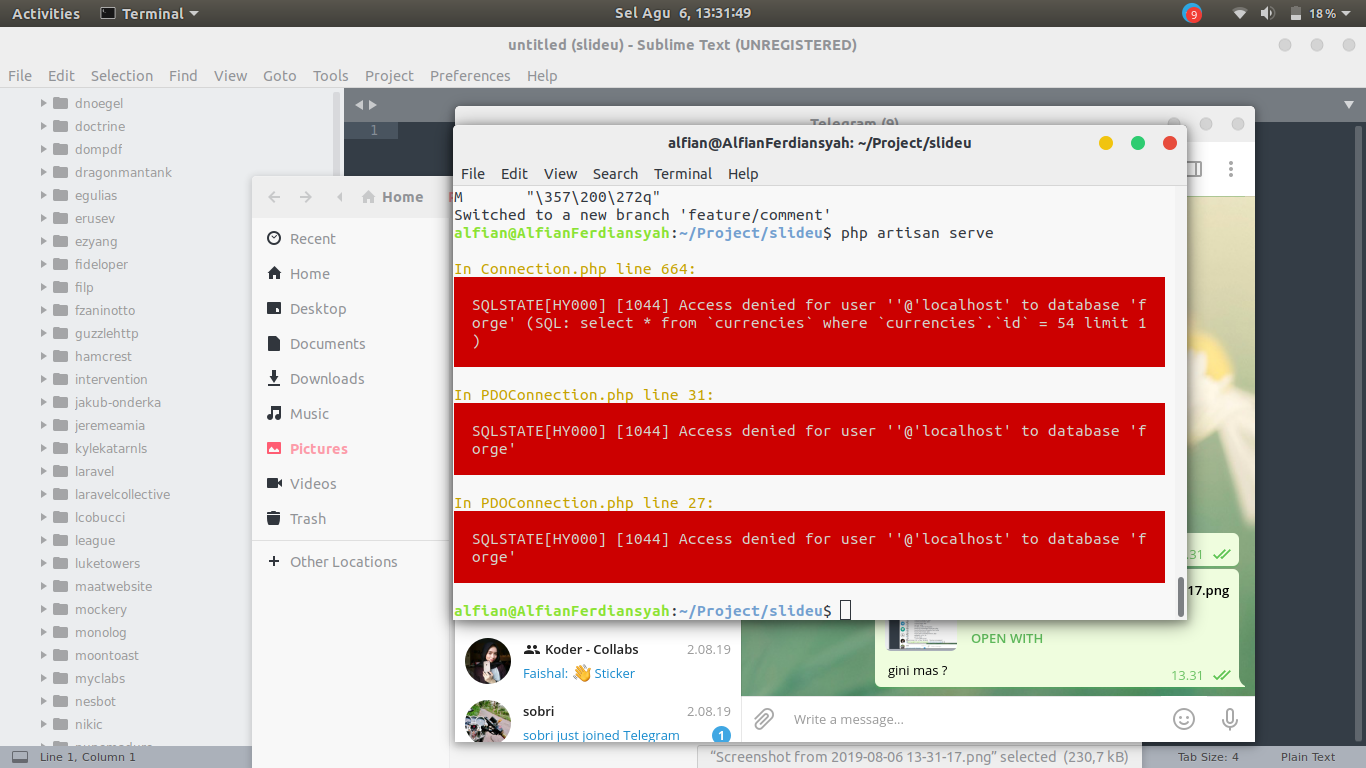 Activities
Terminal
Sel Agu 6, 13:31:49
9
18%
untitled (slideu) - Sublime Text (UNREGISTERED)
File Edit Selection Find View Goto Tools Project Preferences Help
dnoegel
doctrine
dompdf
dragonmantank
egulias
erusev
ezyang
fideloper
filp
fzaninotto
guzzlehttp
hamcrest
intervention
jakub-onderka
jeremeamia
kylekatarnls
laravel
laravelcollective
lcobucci
league
luketowers
maatwebsite
mockery
monolog
moontoast
myclabs
nesbot
nikic
1
Home
Recent
Home
Desktop
Documents
Downloads
Music
Pictures
Videos
Trash
Other Locations
Telegram (9)
alfian@AlfianFerdiansyah: ~/Project/slideu
File Edit View Search Terminal Help
M "\357\200\272q"
Switched to a new branch 'feature/comment'
alfian@AlfianFerdiansyah:~/Project/slideu$ php artisan serve
In Connection.php line 664:
SQLSTATE[HY000] [1044] Access denied for user ''@'localhost' to database 'f
orge' (SQL: select * from `currencies` where `currencies`.`id` = 54 limit 1
)
In PDOConnection.php line 31:
SQLSTATE[HY000] [1044] Access denied for user ''@'localhost' to database 'f
orge'
In PDOConnection.php line 27:
SQLSTATE[HY000] [1044] Access denied for user ''@'localhost' to database 'f
orge'
alfian@AlfianFerdiansyah:~/Project/slideu$
.31
17.png
OPEN WITH
gini mas ?
13.31
Koder - Collabs 2.08.19
Faishal: 👋 Sticker
sobri 2.08.19
sobri just joined Telegram 1
Write a message...
"Screenshot from 2019-08-06 13-31-17.png" selected (230,7 kB)
Line 1, Column 1
Tab Size: 4
Plain Text